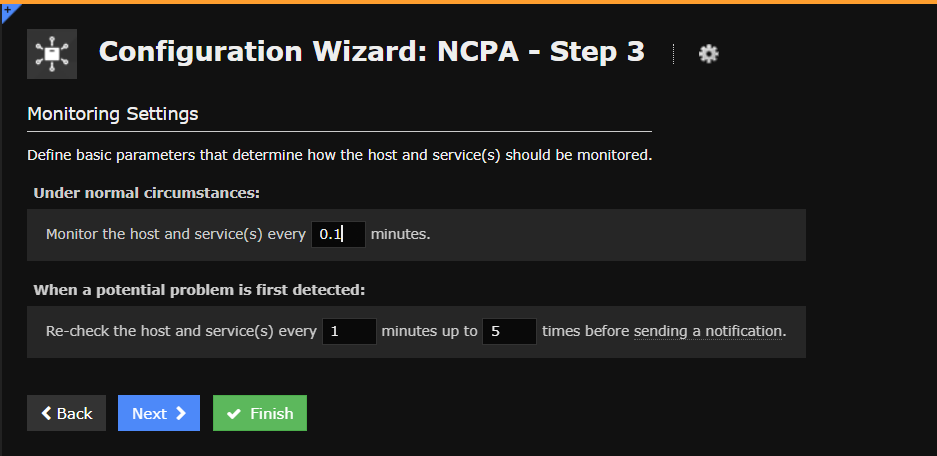 Configuration Wizard: NCPA - Step 3
Monitoring Settings
Define basic parameters that determine how the host and service(s) should be monitored.
Under normal circumstances:
Monitor the host and service(s) every 0.1 minutes.
When a potential problem is first detected:
Re-check the host and service(s) every 1 minutes up to 5 times before sending a notification.
Back Next Finish